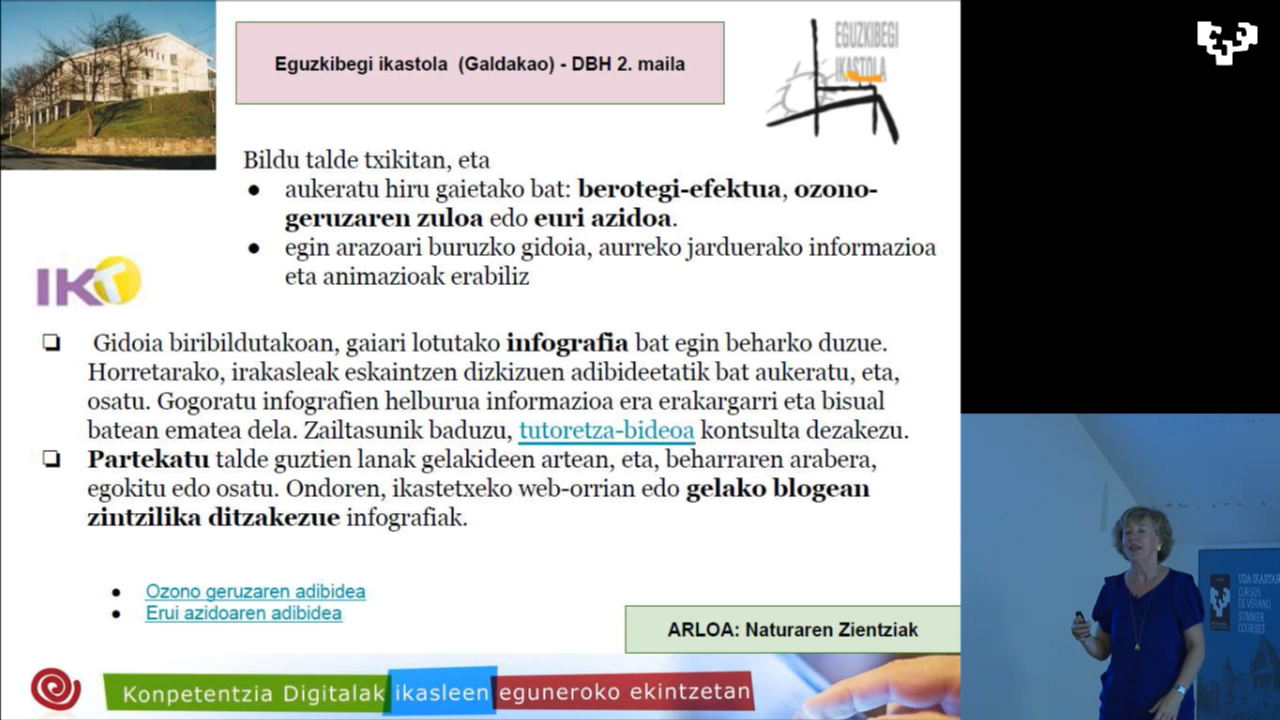 Eguzkibegi ikastola (Galdakao) - DBH 2. maila
EGUZKIBEGI
IKASTOLA
Bildu talde txikitan, eta
● aukeratu hiru gaietako bat: berotegi-efektua, ozono-
geruzaren zuloa edo euri azidoa.
● egin arazoari buruzko gidoia, aurreko jarduerako informazioa
eta animazioak erabiliz
IKT
❏ Gidoia biribildutakoan, gaiari lotutako infografia bat egin beharko duzue.
Horretarako, irakasleak eskaintzen dizkizuen adibideetatik bat aukeratu, eta,
osatu. Gogoratu infografien helburua informazioa era erakargarri eta bisual
batean ematea dela. Zailtasunik baduzu, tutoretza-bideoa kontsulta dezakezu.
❏ Partekatu talde guztien lanak gelakideen artean, eta, beharraren arabera,
egokitu edo osatu. Ondoren, ikastetxeko web-orrian edo gelako blogean
zintzilika ditzakezue infografiak.
● Ozono geruzaren adibidea
● Erui azidoaren adibidea
ARLOA: Naturaren Zientziak
Konpetentzia Digitalak ikasleen eguneroko ekintzetan
UDA IKASTAR
CURSOS
DE VERANO
SUMMER
COURSES